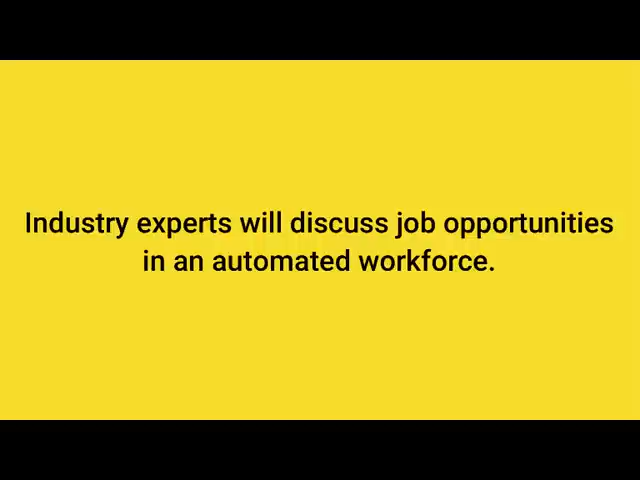 Industry experts will discuss job opportunities
in an automated workforce.